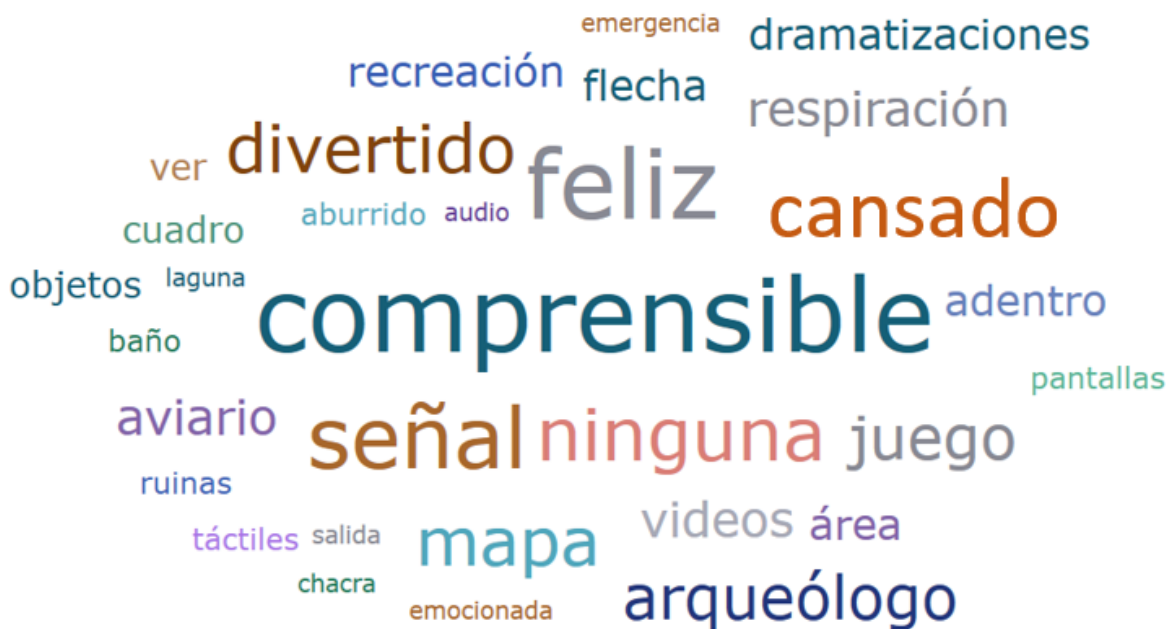 emergencia
dramatizaciones
recreación
flecha
respiración
divertido
feliz
ver
cansado
aburrido
audio
cuadro
objetos
laguna
comprensible
adentro
baño
pantallas
aviario
señal
ninguna
juego
ruinas
videos
área
táctiles
salida
mapa
chacra
emocionada
arqueólogo